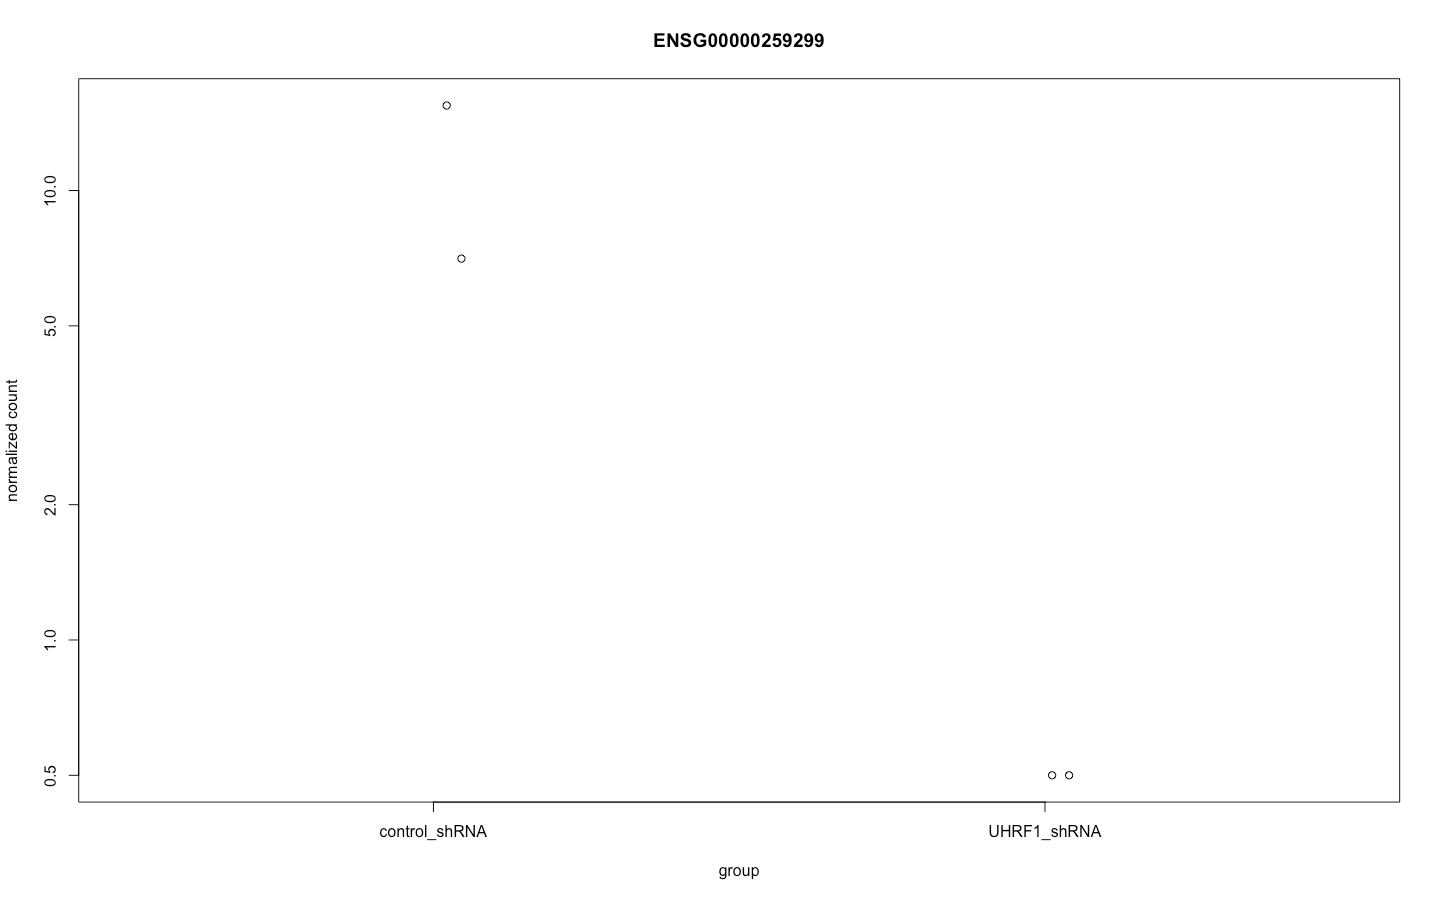 ENSG00000259299
normalized count
10.0
5.0
2.0
1.0
0.5
control_shRNA
UHRF1_shRNA
group